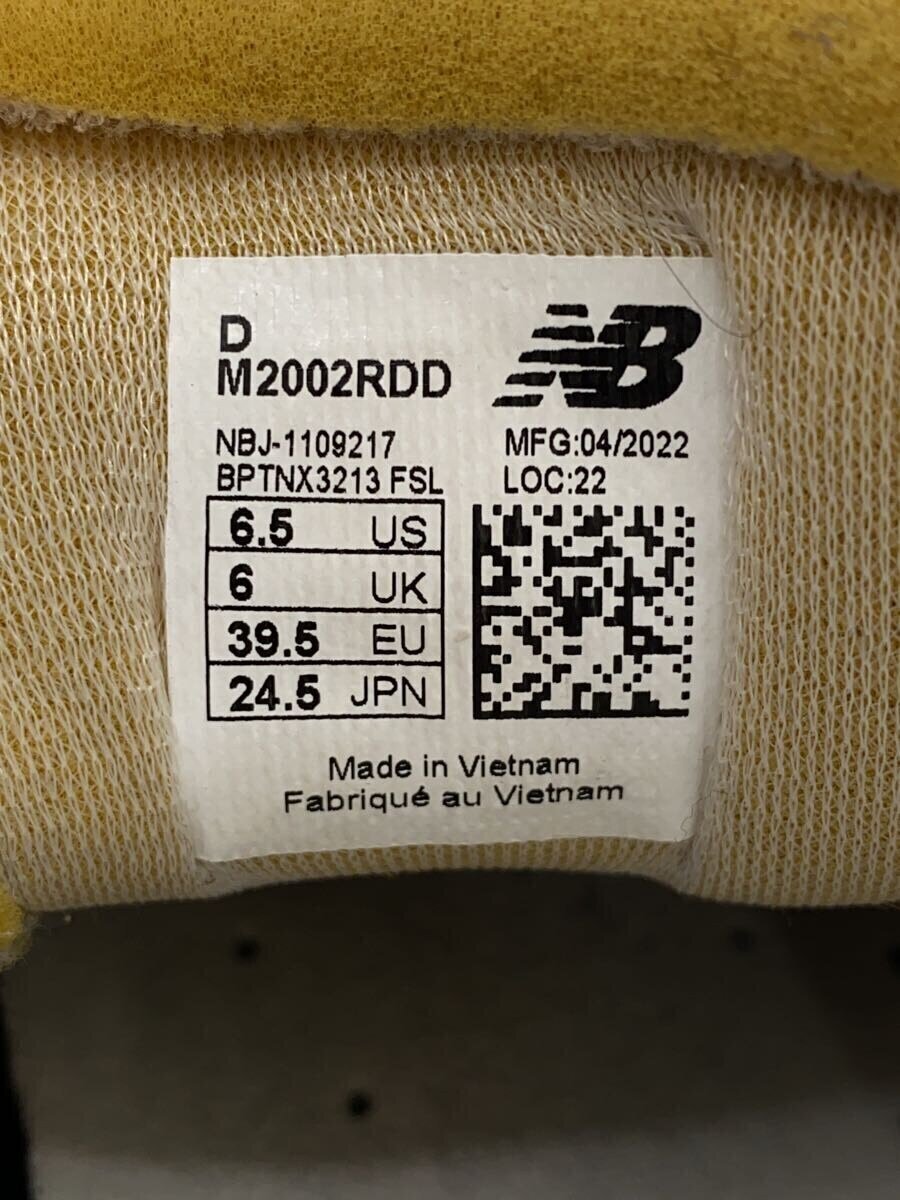 D
M2002RDD
NB
NBJ-1109217
MFG:04/2022
BPTNX3213 FSL
LOC:22
6.5 US
6 UK
39.5 EU
24.5 JPN
Made in Vietnam
Fabriqué au Vietnam